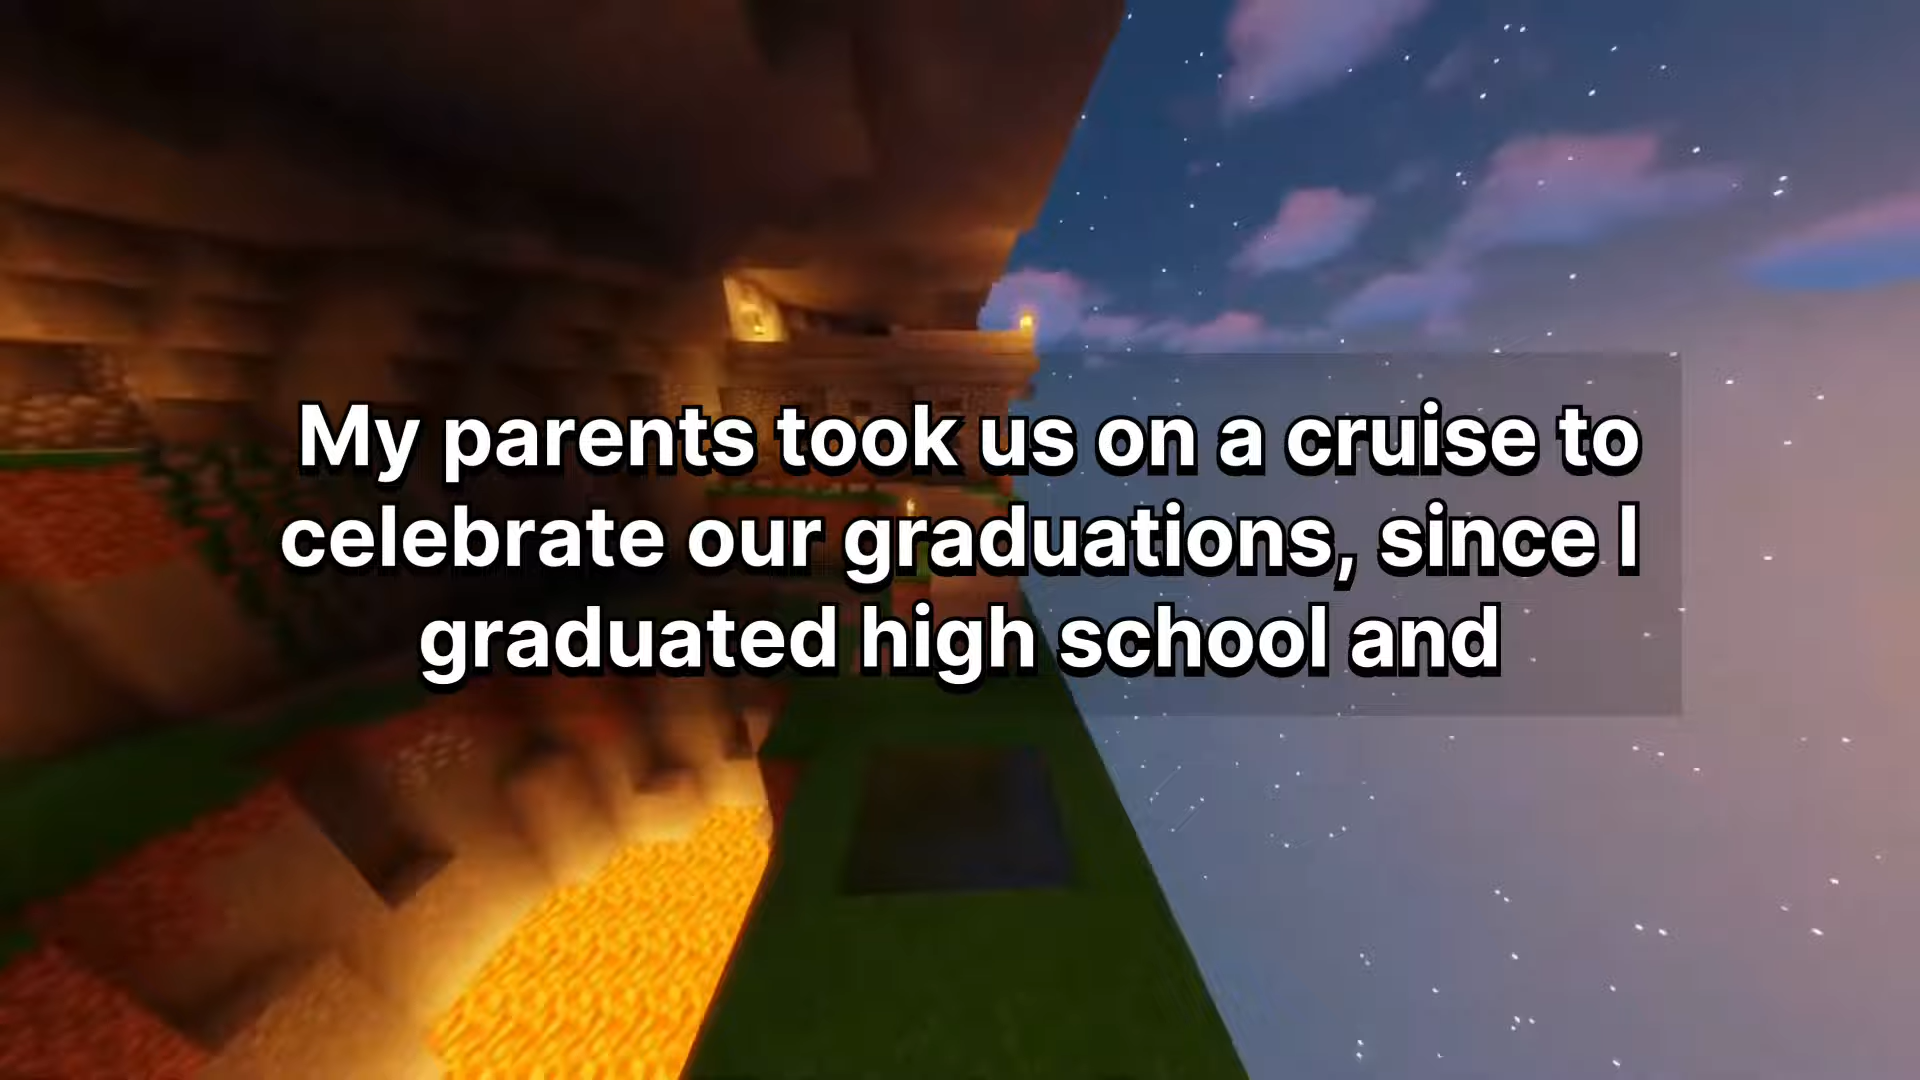 My parents took us on a cruise to
celebrate our graduations, since I
graduated high school and